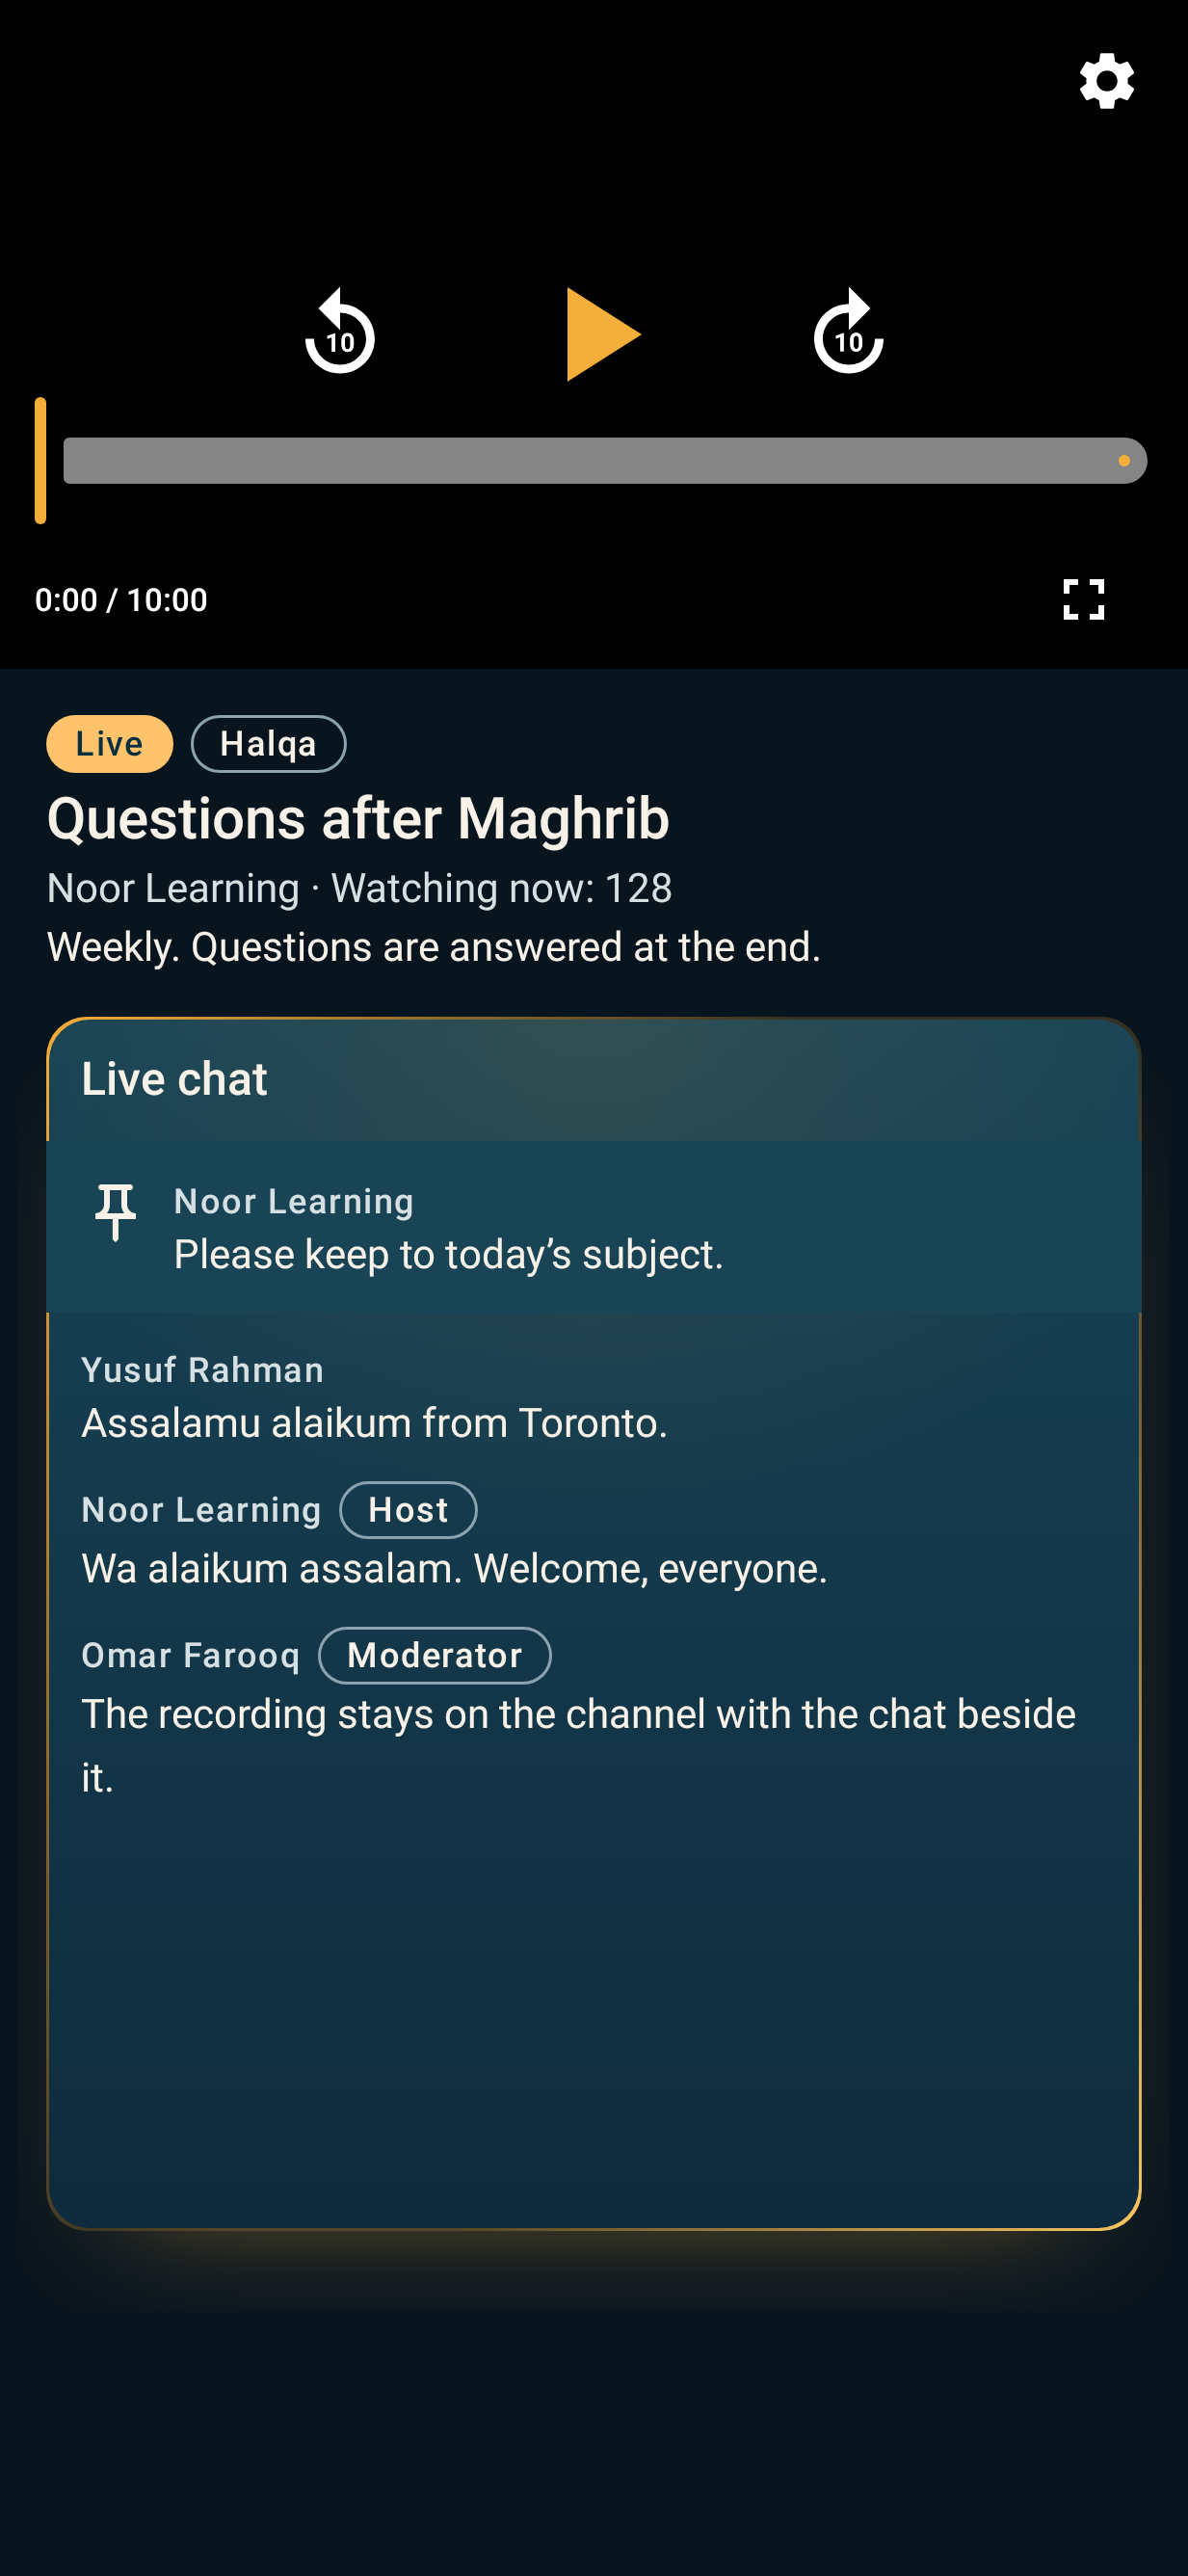 10
10
0:00 / 10:00
Live
Halqa
Questions after Maghrib
Noor Learning · Watching now: 128
Weekly. Questions are answered at the end.
Live chat
Noor Learning
Please keep to today’s subject.
Yusuf Rahman
Assalamu alaikum from Toronto.
Noor Learning
Host
Wa alaikum assalam. Welcome, everyone.
Omar Farooq
Moderator
The recording stays on the channel with the chat beside
it.